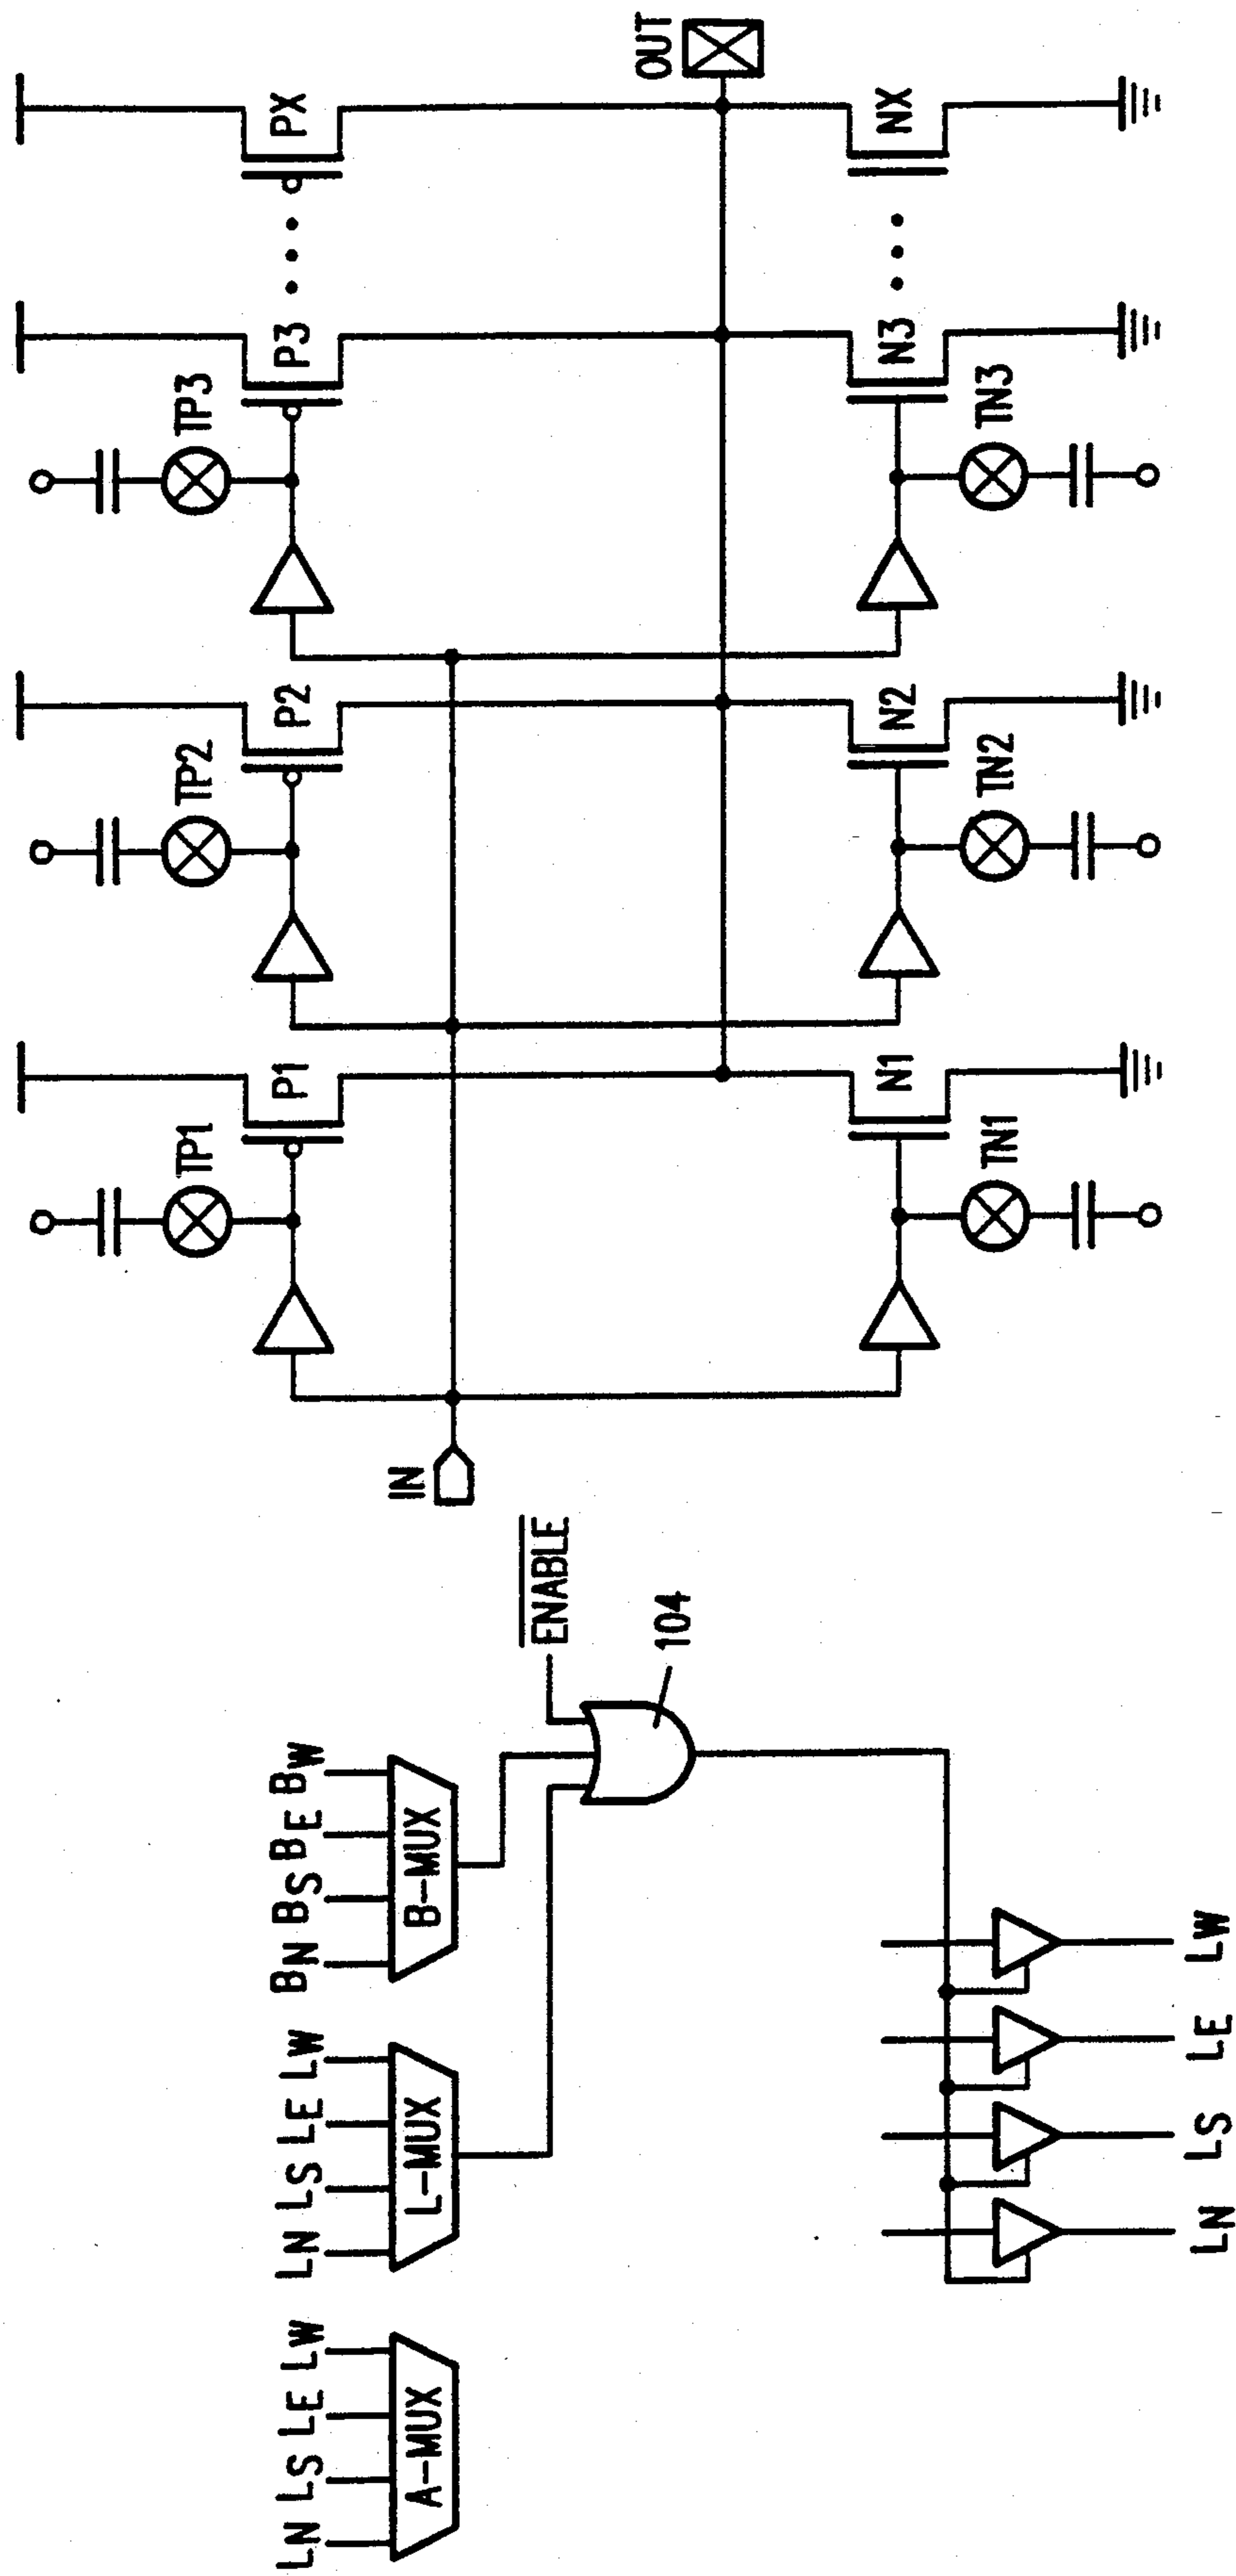 LN LS LE LW
A-MUX
LN LS LE LW
L-MUX
BN BS BE BW
B-MUX
ENABLE
104
LN LS LE LW
TP1
P1
TP2
P2
TP3
P3
PX
IN
OUT
N1
TN1
N2
TN2
N3
TN3
NX